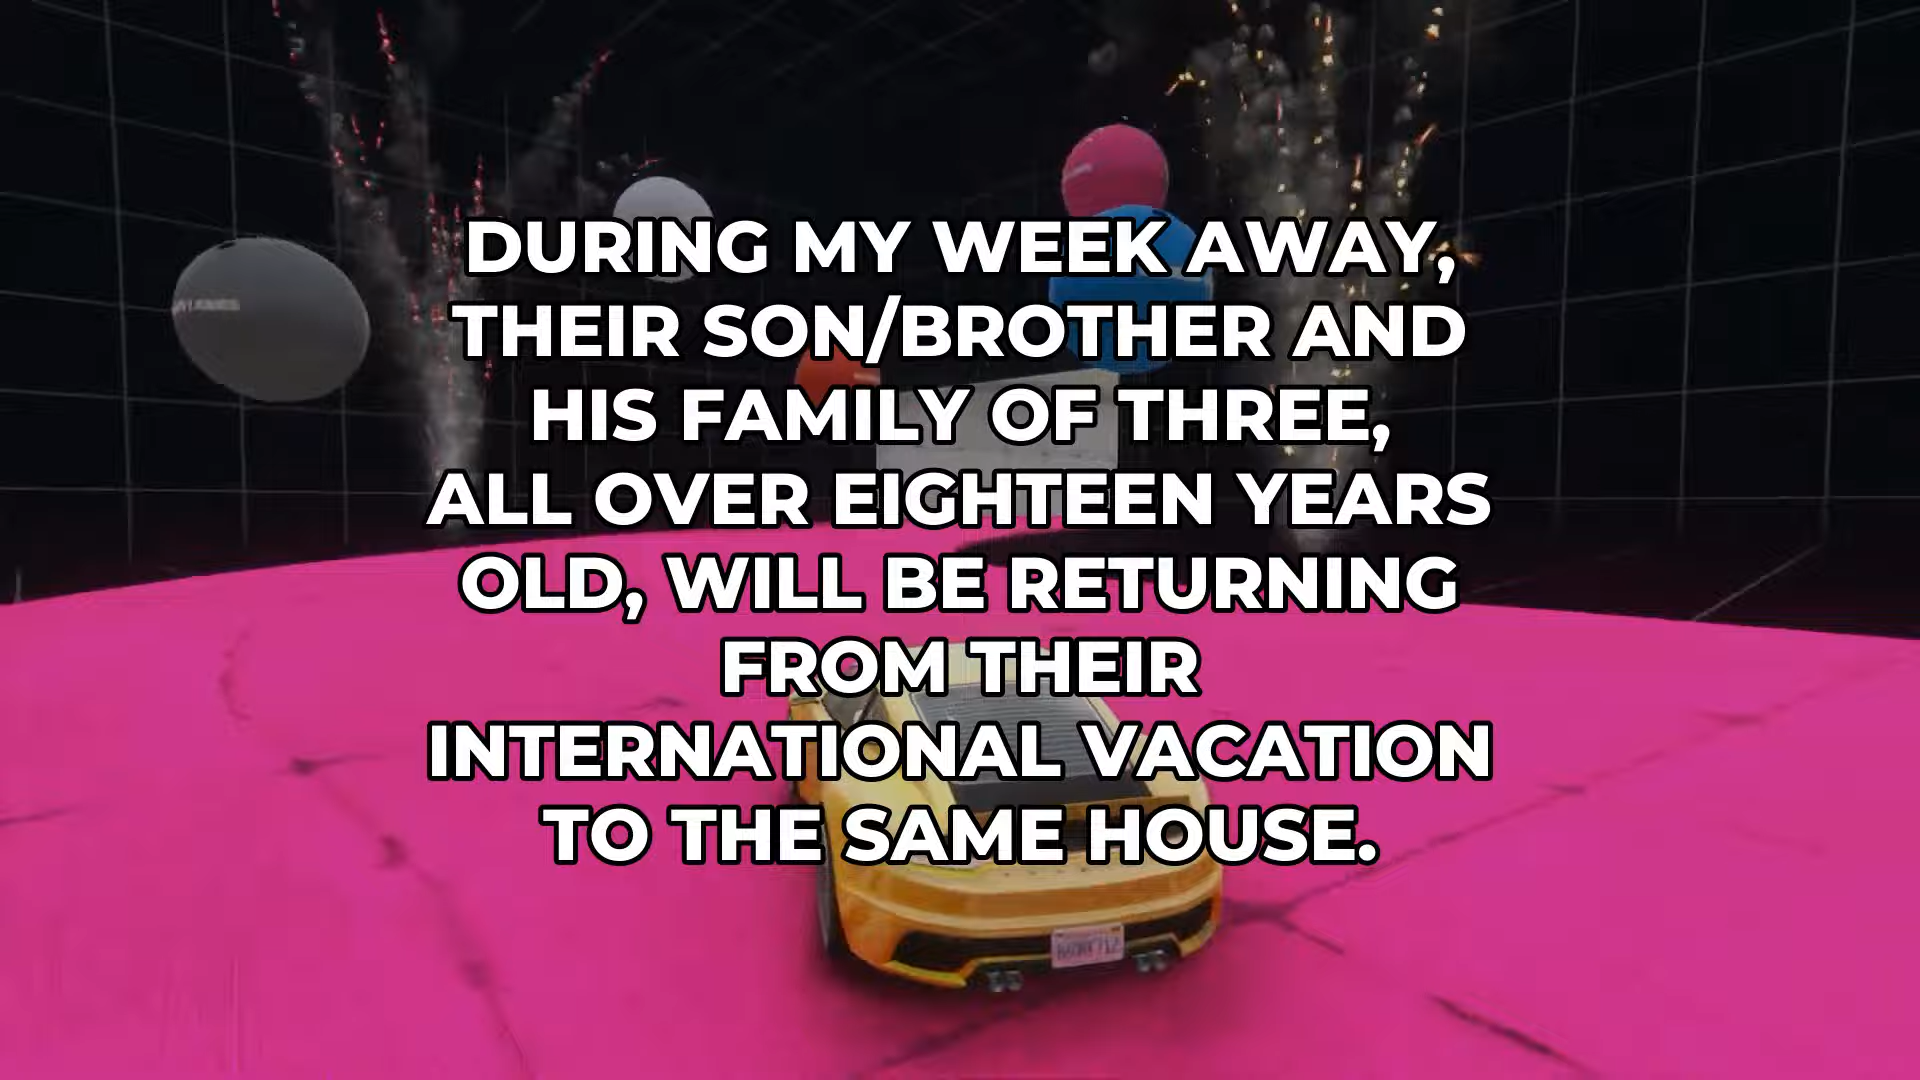 DURING MY WEEK AWAY,
THEIR SON/BROTHER AND
HIS FAMILY OF THREE,
ALL OVER EIGHTEEN YEARS
OLD, WILL BE RETURNING
FROM THEIR
INTERNATIONAL VACATION
TO THE SAME HOUSE.